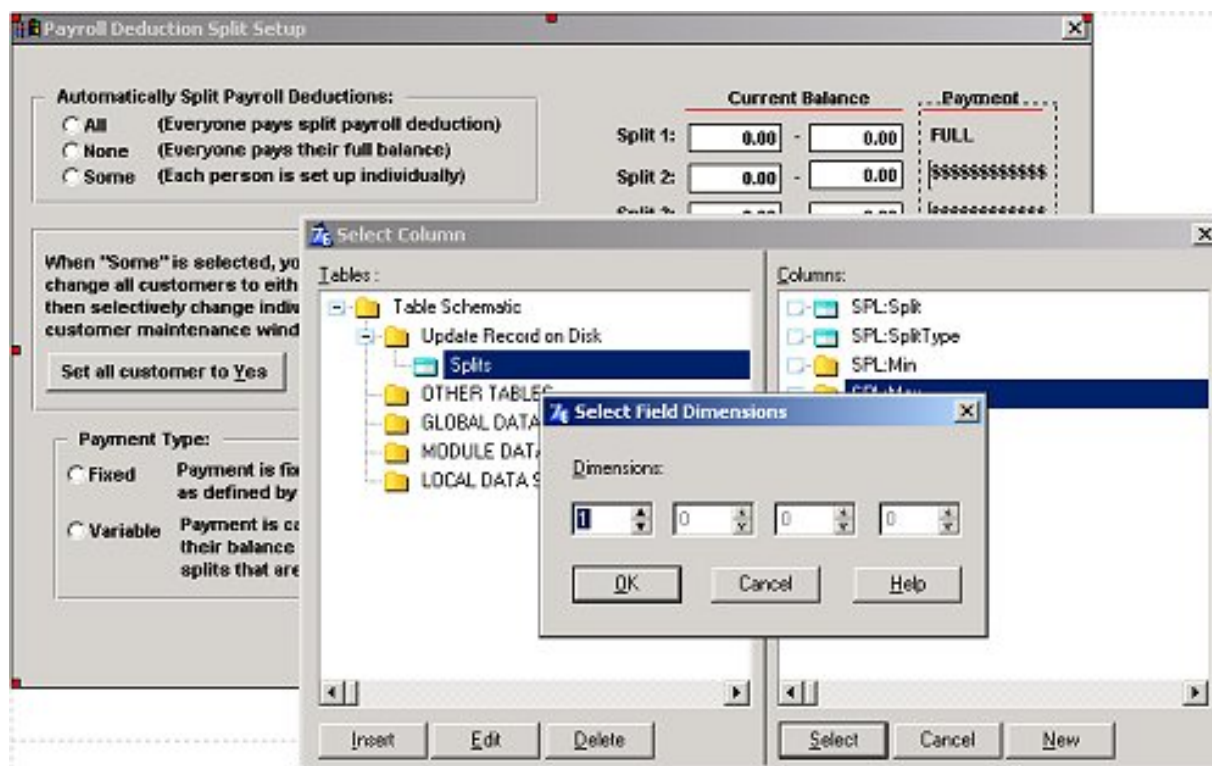 Payroll Deduction Split Setup
Automatically Split Payroll Deductions:
All (Everyone pays split payroll deduction)
None (Everyone pays their full balance)
Some (Each person is set up individually)
Current Balance Payment
Split 1: 0.00 - 0.00 FULL
Split 2: 0.00 - 0.00 $$$$$$$$$$$$
When "Some" is selected, yo
change all customers to eith
then selectively change indiv
customer maintenance wind
Set all customer to Yes
Payment Type:
Fixed Payment is fix
as defined by
Variable Payment is ca
their balance
splits that are
Select Column
Tables :
Table Schematic
Update Record on Disk
Splits
OTHER TABLES
GLOBAL DATA
MODULE DATA
LOCAL DATA S
Insert Edit Delete
Columns:
SPL:Split
SPL:SplitType
SPL:Min
Select Cancel New
Select Field Dimensions
Dimensions:
1 0 0 0
OK Cancel Help